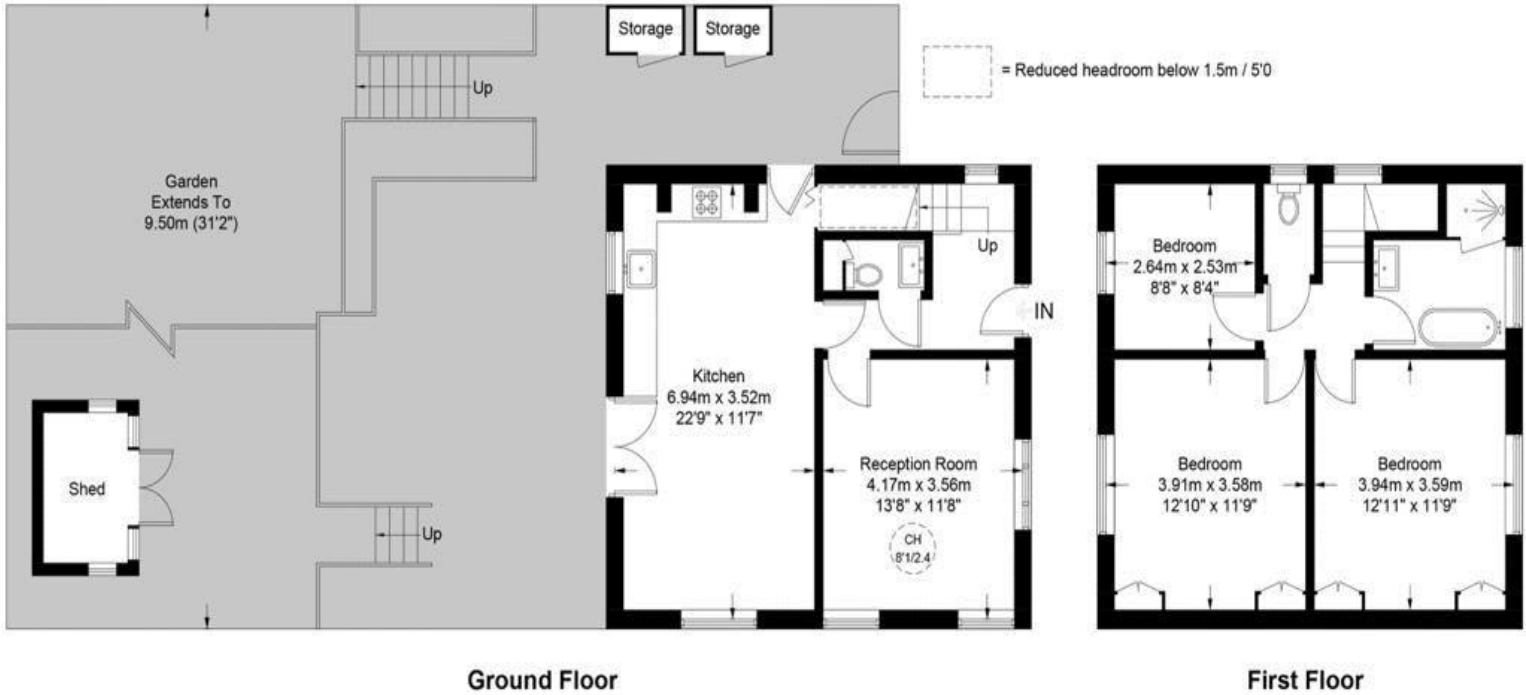 Storage
Storage
= Reduced headroom below 1.5m / 5'0
Up
Garden
Extends To
9.50m (31'2")
Up
IN
Kitchen
6.94m x 3.52m
22'9" x 11'7"
Reception Room
4.17m x 3.56m
13'8" x 11'8"
CH
8'1/2.4
Shed
Up
Ground Floor
Bedroom
2.64m x 2.53m
8'8" x 8'4"
Bedroom
3.91m x 3.58m
12'10" x 11'9"
Bedroom
3.94m x 3.59m
12'11" x 11'9"
First Floor